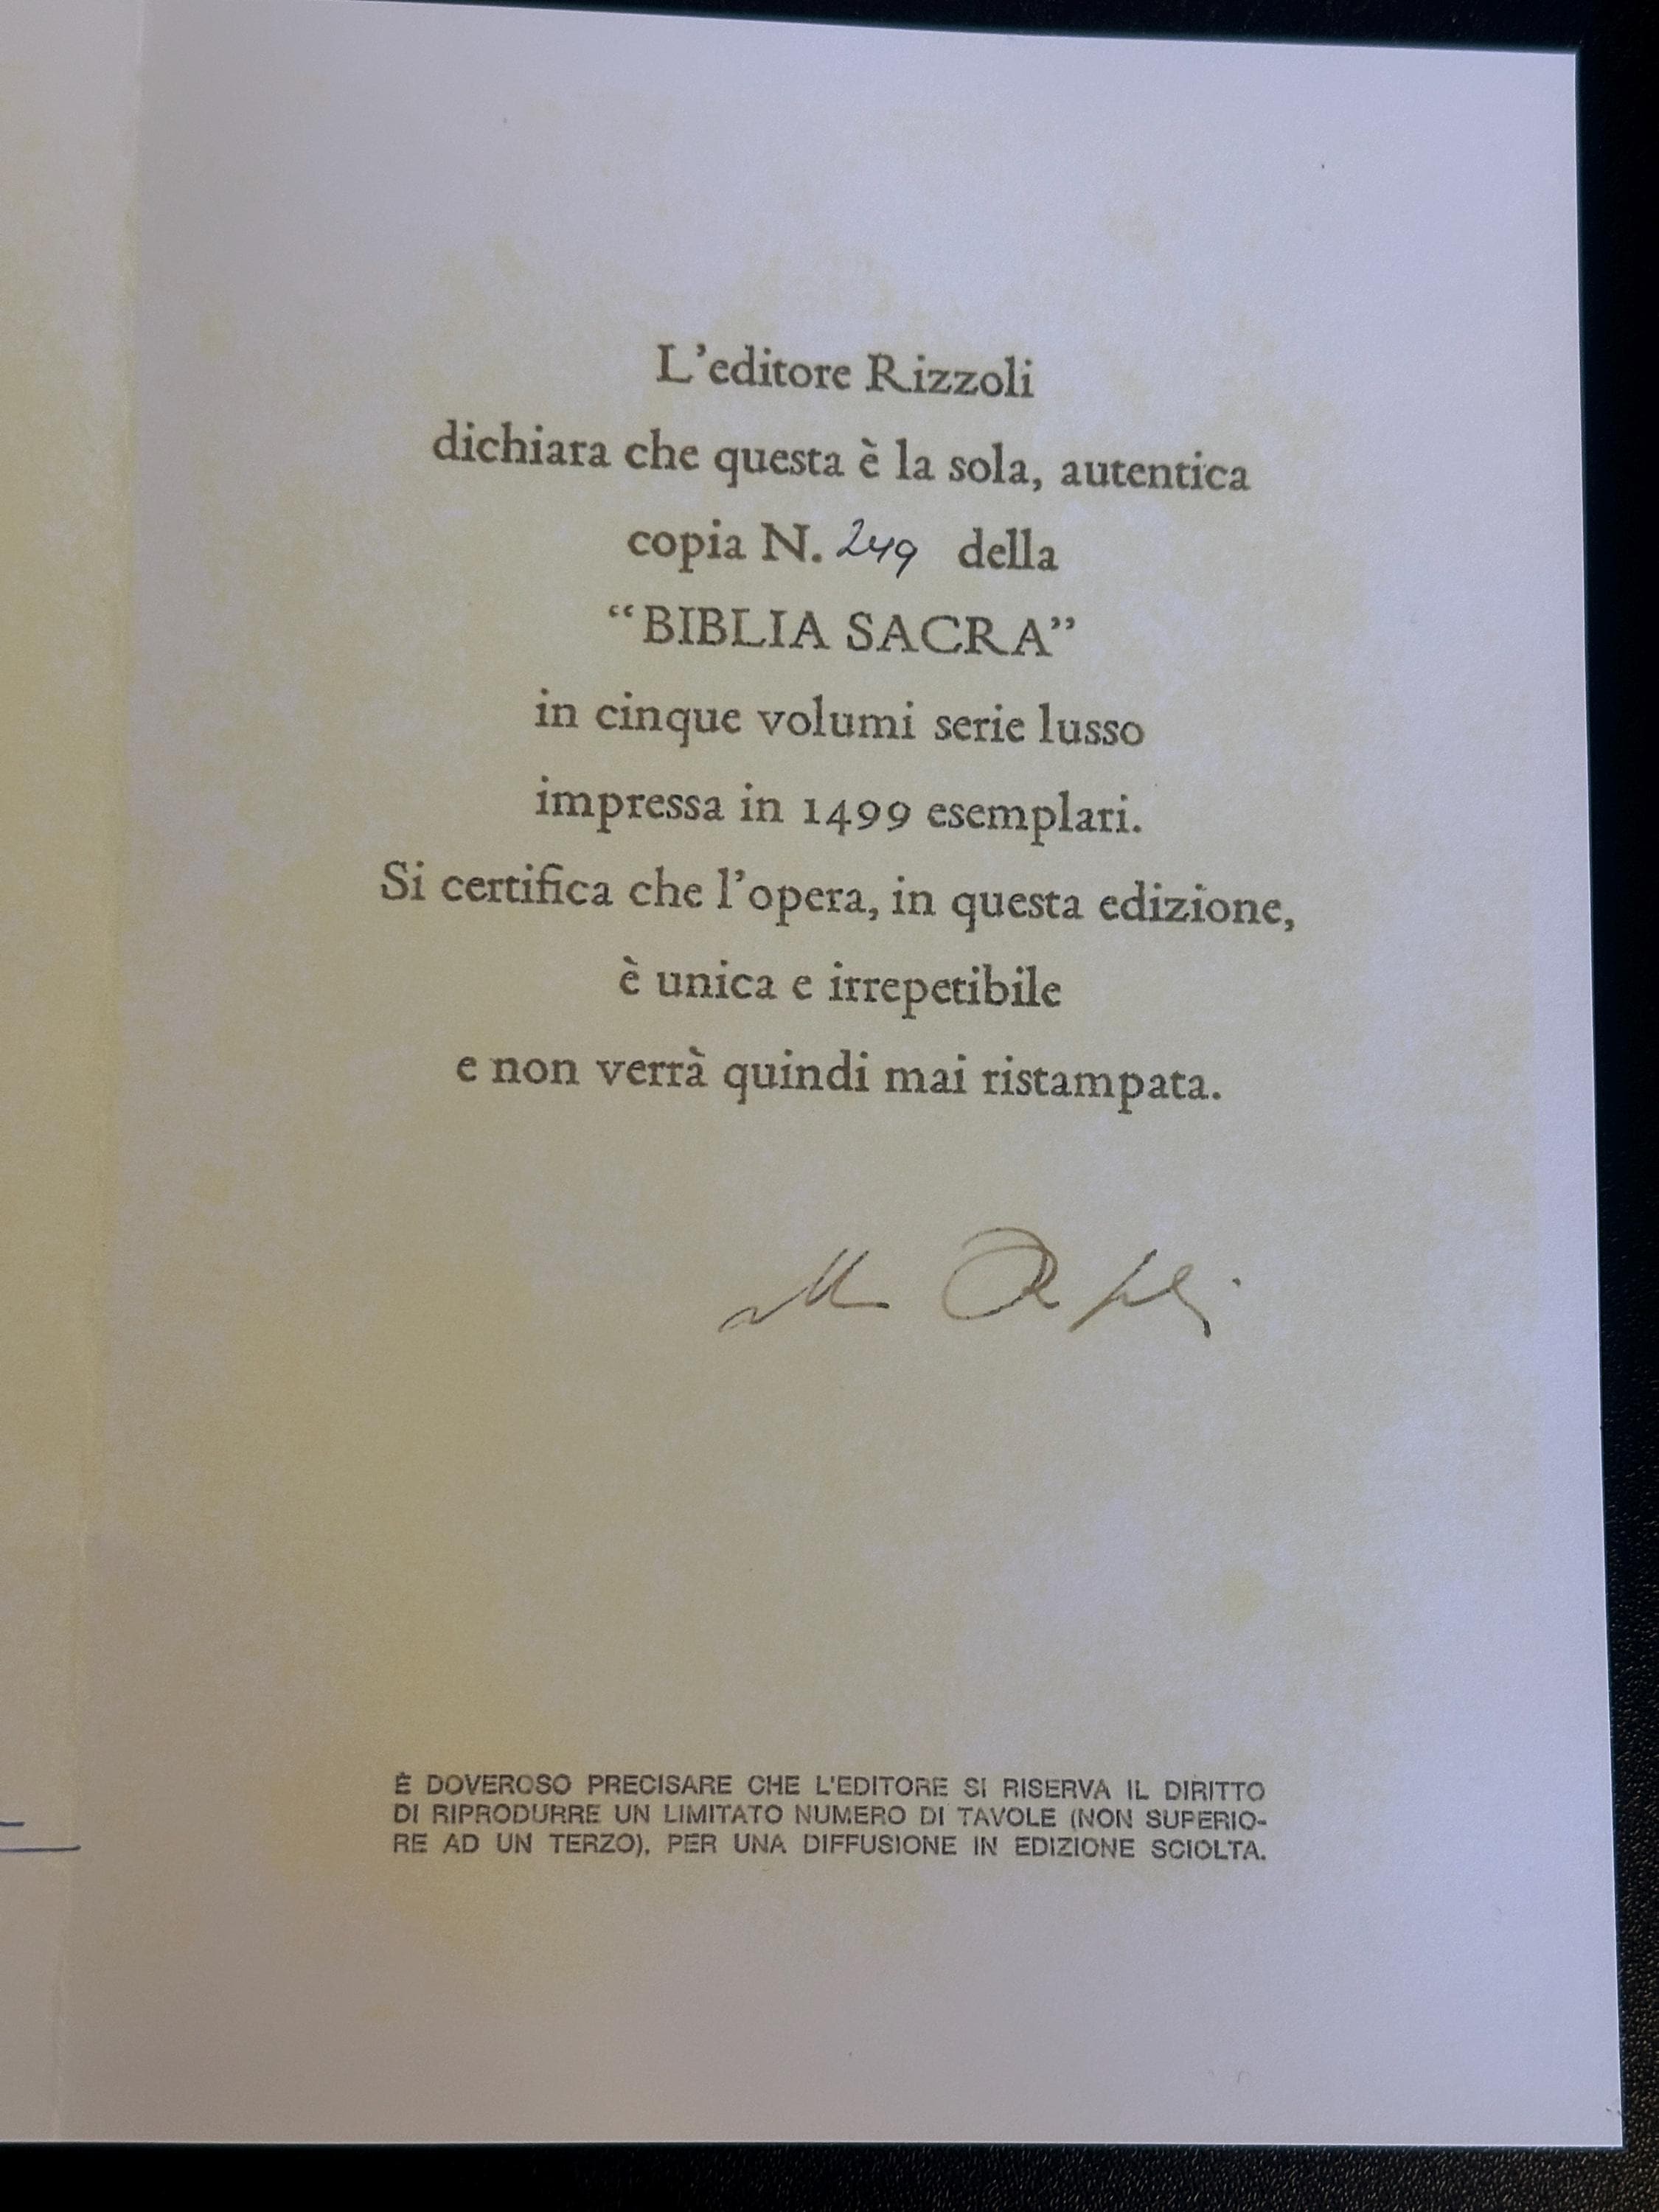 L'editore Rizzoli
dichiara che questa è la sola, autentica
copia N. 249 della
“BIBLIA SACRA”
in cinque volumi serie lusso
impressa in 1499 esemplari.
Si certifica che l'opera, in questa edizione,
è unica e irrepetibile
e non verrà quindi mai ristampata.
È DOVEROSO PRECISARE CHE L'EDITORE SI RISERVA IL DIRITTO
DI RIPRODURRE UN LIMITATO NUMERO DI TAVOLE (NON SUPERIO-
RE AD UN TERZO), PER UNA DIFFUSIONE IN EDIZIONE SCIOLTA.